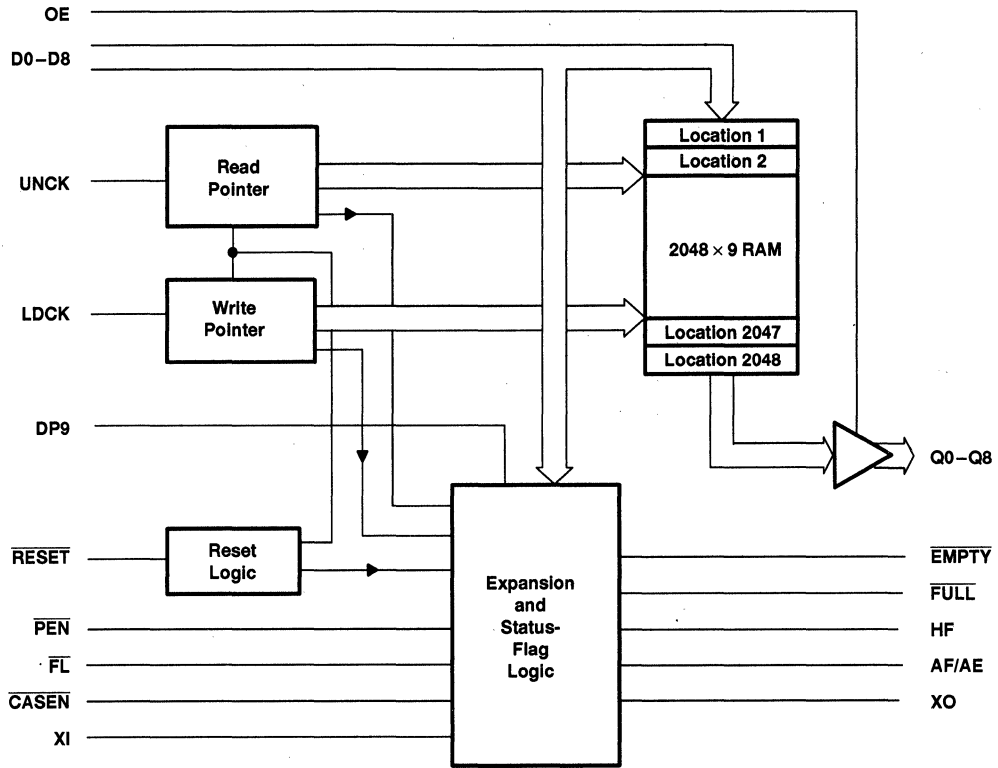 OE
D0–D8
Location 1
Location 2
Read
Pointer
UNCK
2048 × 9 RAM
LDCK
Write
Pointer
Location 2047
Location 2048
DP9
Q0–Q8
RESET
Reset
Logic
Expansion
and
Status-
Flag
Logic
EMPTY
FULL
PEN
HF
FL
AF/AE
CASEN
XO
XI